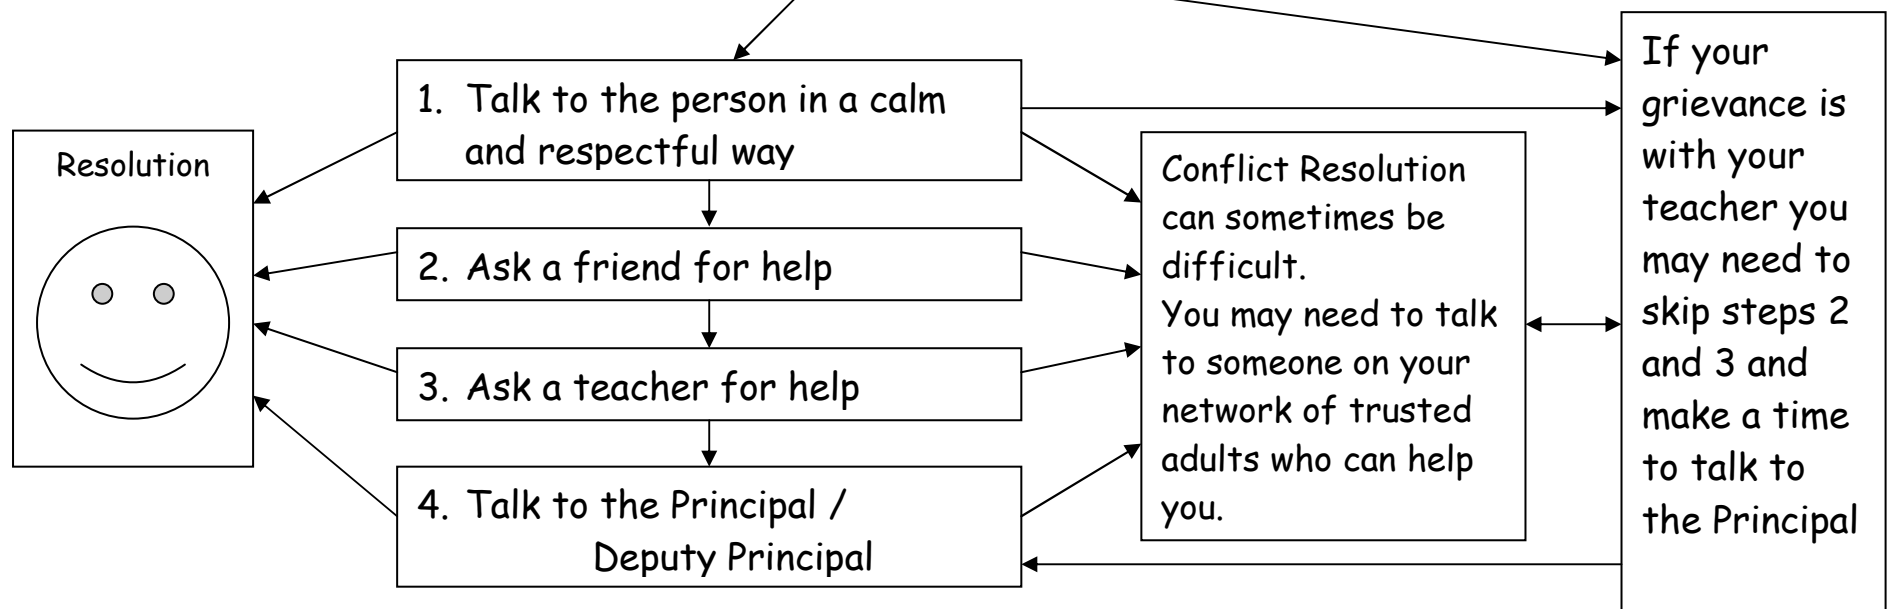 Resolution
1. Talk to the person in a calm
and respectful way
2. Ask a friend for help
3. Ask a teacher for help
4. Talk to the Principal /
Deputy Principal
Conflict Resolution
can sometimes be
difficult.
You may need to talk
to someone on your
network of trusted
adults who can help
you.
If your
grievance is
with your
teacher you
may need to
skip steps 2
and 3 and
make a time
to talk to
the Principal